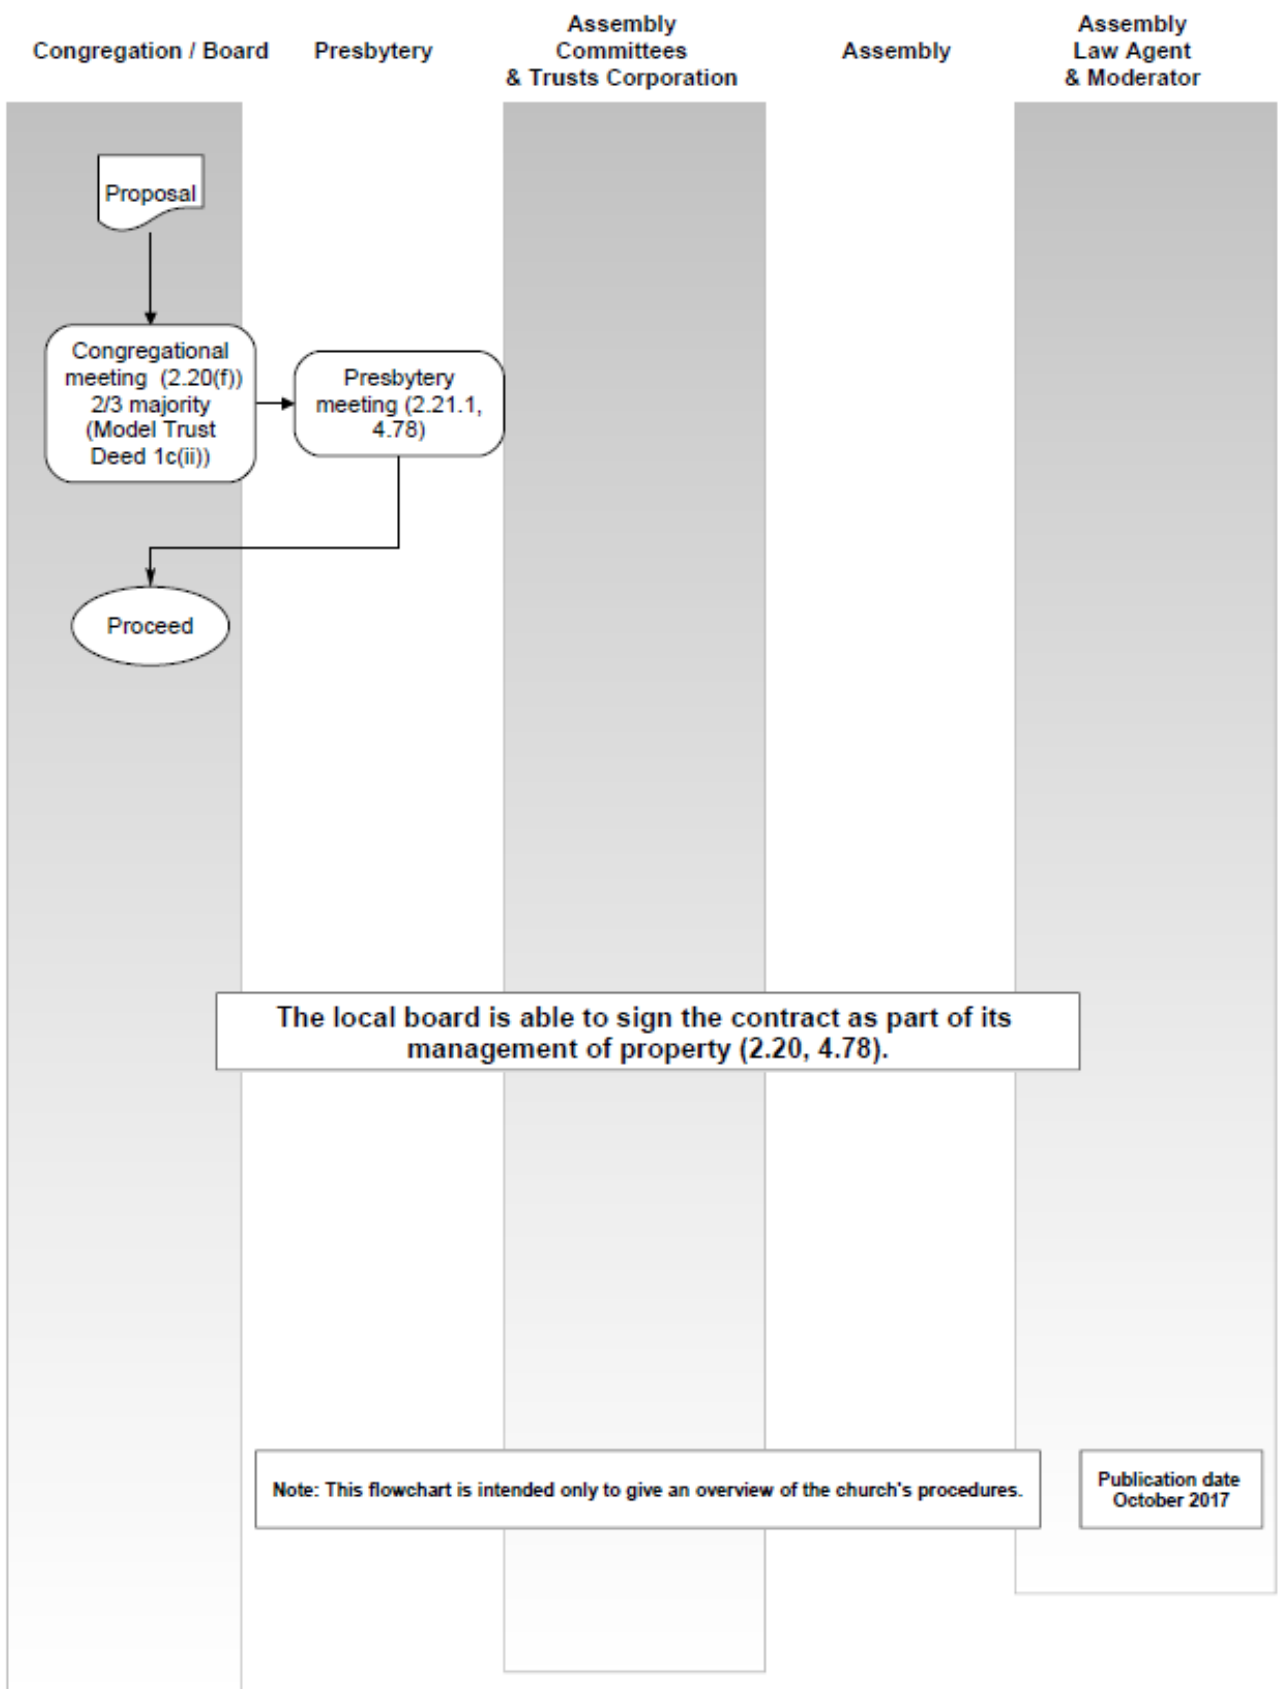 Congregation / Board
Presbytery
Assembly
Committees
& Trusts Corporation
Assembly
Assembly
Law Agent
& Moderator
Proposal
Congregational
meeting (2.20(f))
2/3 majority
(Model Trust
Deed 1c(ii))
Presbytery
meeting (2.21.1,
4.78)
Proceed
The local board is able to sign the contract as part of its
management of property (2.20, 4.78).
Note: This flowchart is intended only to give an overview of the church's procedures.
Publication date
October 2017